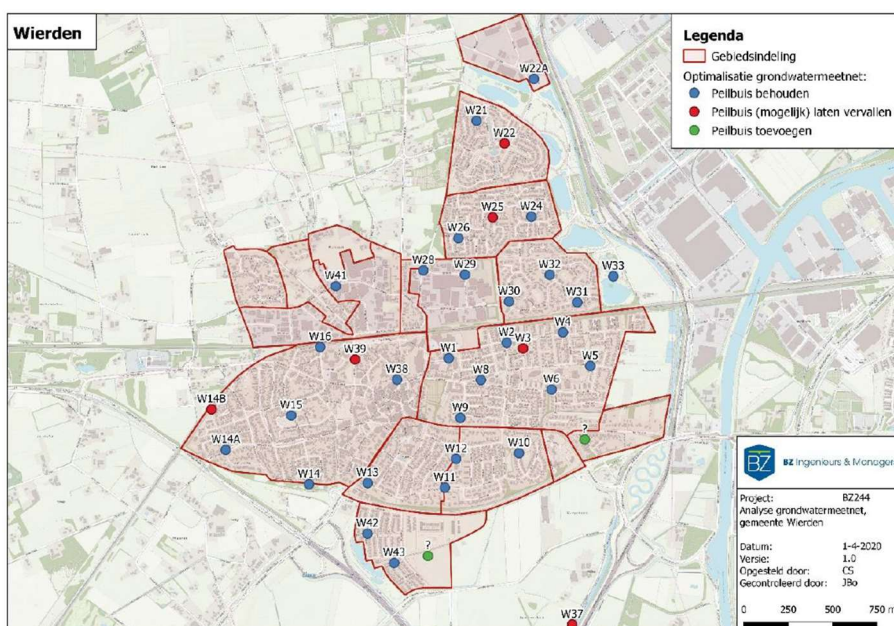 Wierden
Legenda
Gebiedsindeling
Optimalisatie grondwatermeetnet:
Peilbuis behouden
Peilbuis (mogelijk) laten vervallen
Peilbuis toevoegen
W22A
W21
W22
W25
W24
W26
W28
W29
W32
W33
W41
W30
W31
W16
W39
W1
W2
W3
W4
W38
W8
W5
W6
W14B
W15
W9
W14A
W12
W10
?
W14
W13
W11
W42
W43
?
W37
BZ
BZ Ingenieurs & Manager
Project: BZ244
Analyse grondwatermeetnet,
gemeente Wierden
Datum: 1-4-2020
Versie: 1.0
Opgesteld door: CS
Gecontroleerd door: JBo
0 250 500 750 m